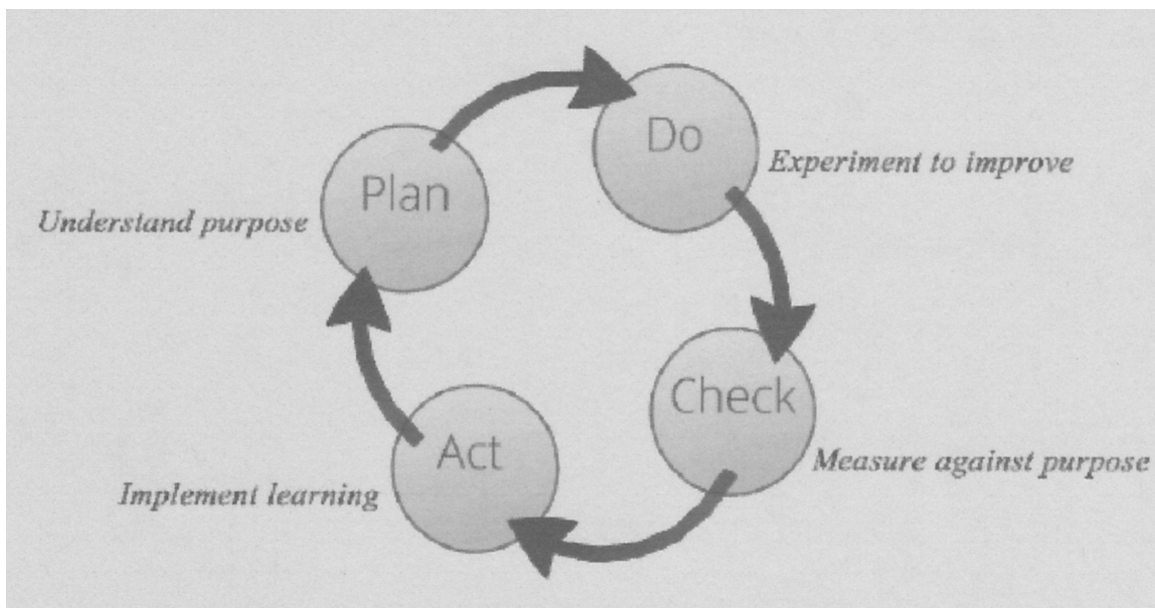 Plan
Understand purpose
Do
Experiment to improve
Check
Measure against purpose
Act
Implement learning